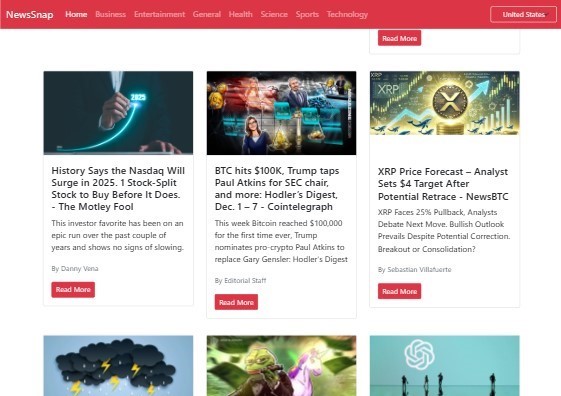 NewsSnap Home Business Entertainment General Health Science Sports Technology United States
Read More
2025
History Says the Nasdaq Will
Surge in 2025. 1 Stock-Split
Stock to Buy Before It Does.
- The Motley Fool
This investor favorite has been on an
epic run over the past couple of
years and shows no signs of slowing.
By Danny Vena
Read More
BTC hits $100K, Trump taps
Paul Atkins for SEC chair,
and more: Hodler’s Digest,
Dec. 1 – 7 - Cointelegraph
This week Bitcoin reached $100,000
for the first time ever, Trump
nominates pro-crypto Paul Atkins to
replace Gary Gensler: Hodler’s Digest
By Editorial Staff
Read More
XRP
XRP
XRP Price Forecast – Analyst
Sets $4 Target After
Potential Retrace - NewsBTC
XRP Faces 25% Pullback, Analysts
Debate Next Move. Bullish Outlook
Prevails Despite Potential Correction.
Breakout or Consolidation?
By Sebastian Villafuerte
Read More